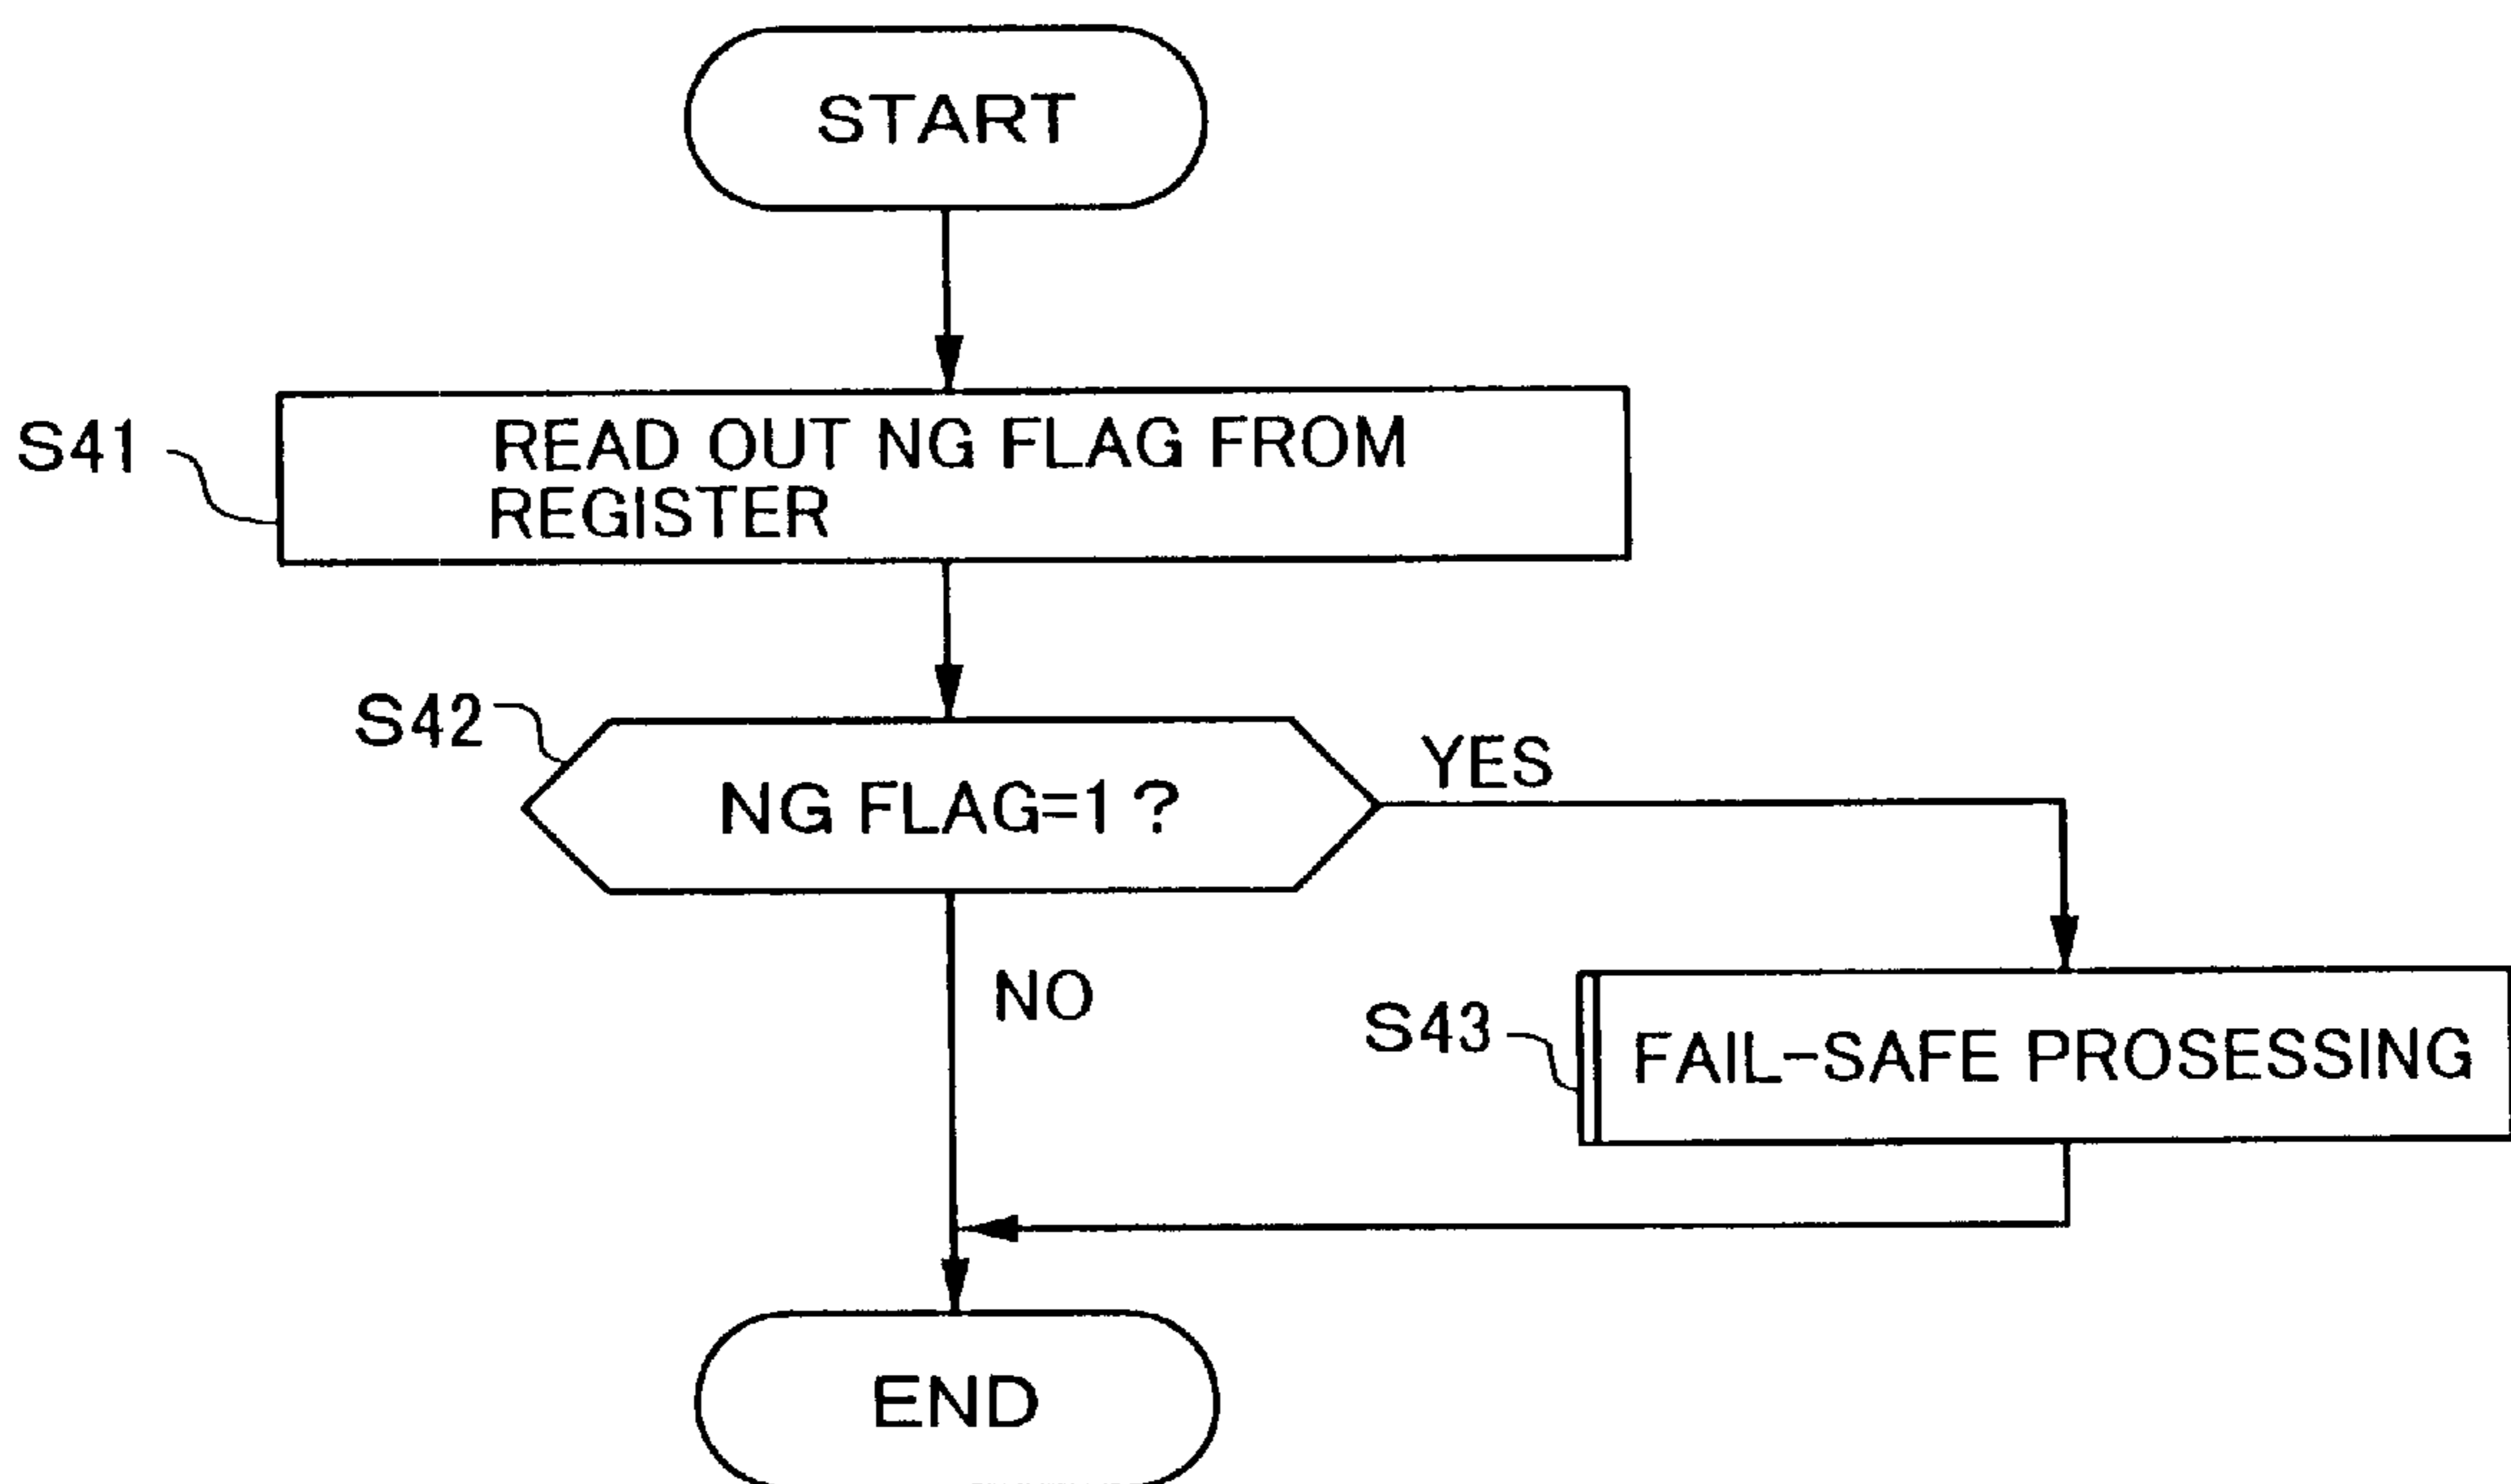 START
S41
READ OUT NG FLAG FROM
REGISTER
S42
NG FLAG=1 ?
YES
NO
S43
FAIL-SAFE PROSESSING
END